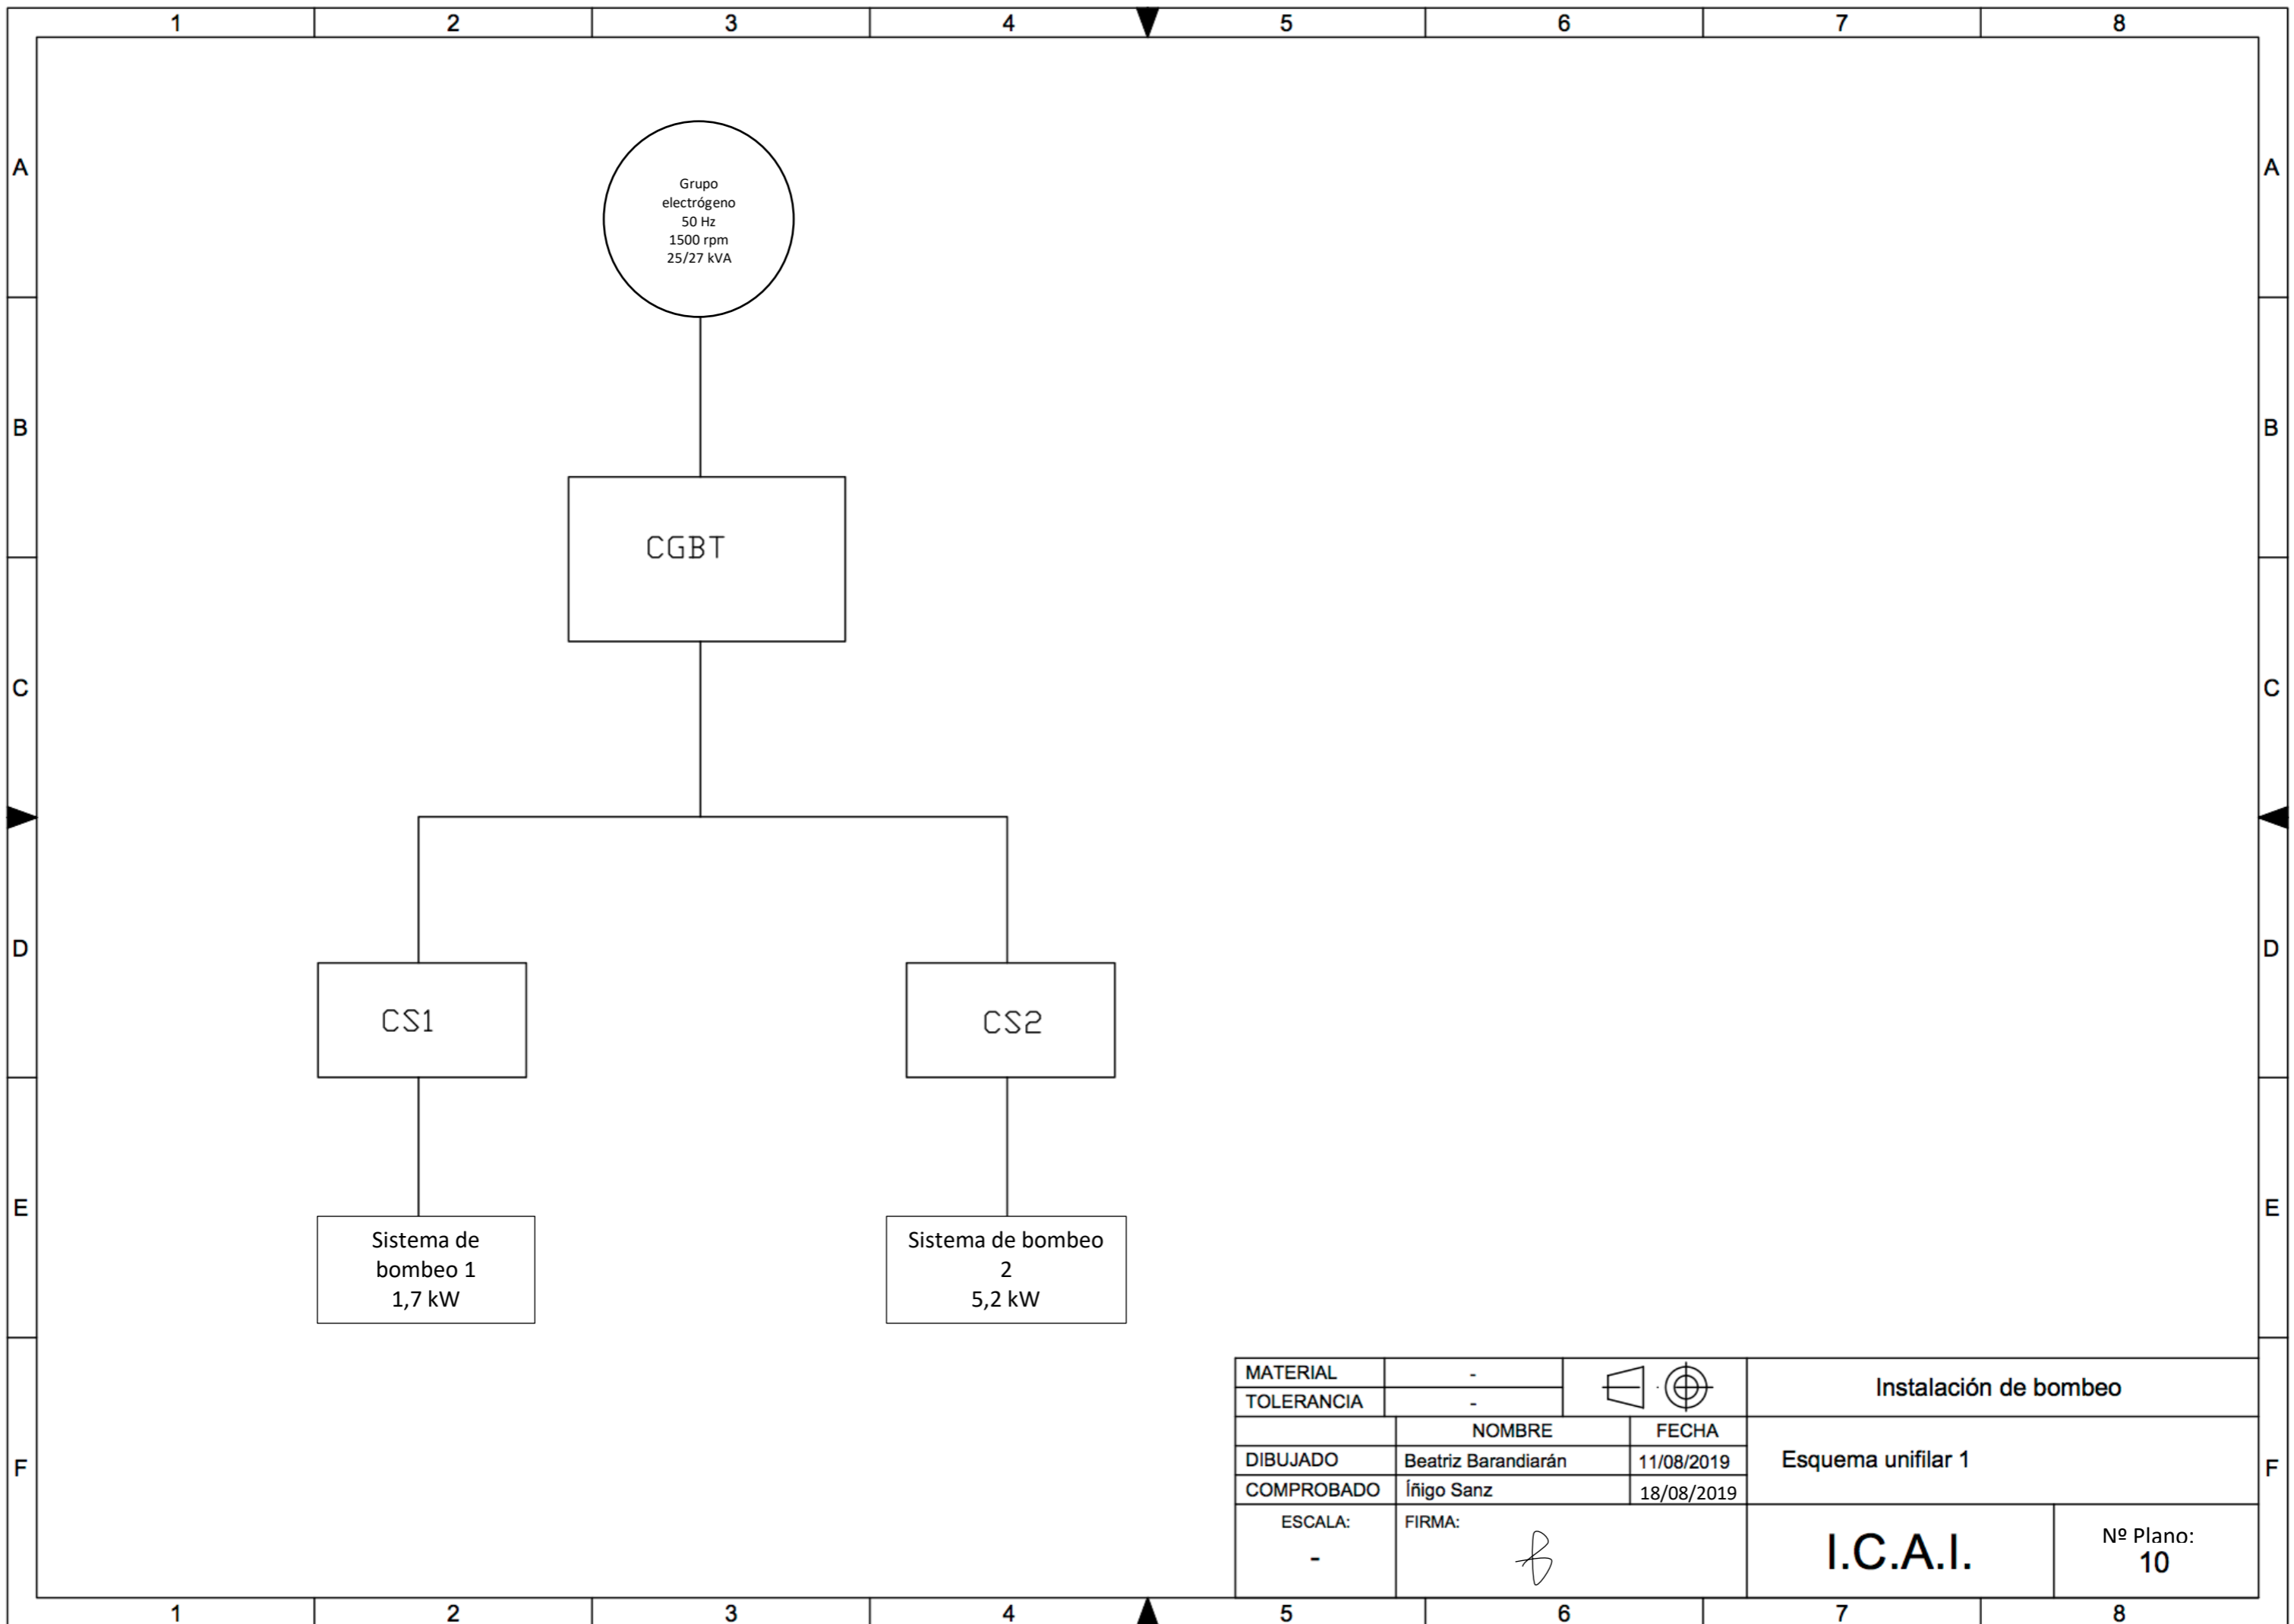 1 2 3 4 5 6 7 8
A A
Grupo
electrógeno
50 Hz
1500 rpm
25/27 kVA
B B
CGBT
C C
D D
CS1 CS2
E E
Sistema de
bombeo 1
1,7 kW
Sistema de bombeo
2
5,2 kW
F F
MATERIAL -
TOLERANCIA -
Instalación de bombeo
NOMBRE FECHA
DIBUJADO Beatriz Barandiarán 11/08/2019
COMPROBADO Íñigo Sanz 18/08/2019
Esquema unifilar 1
ESCALA:
-
FIRMA:
I.C.A.I.
Nº Plano:
10
1 2 3 4 5 6 7 8